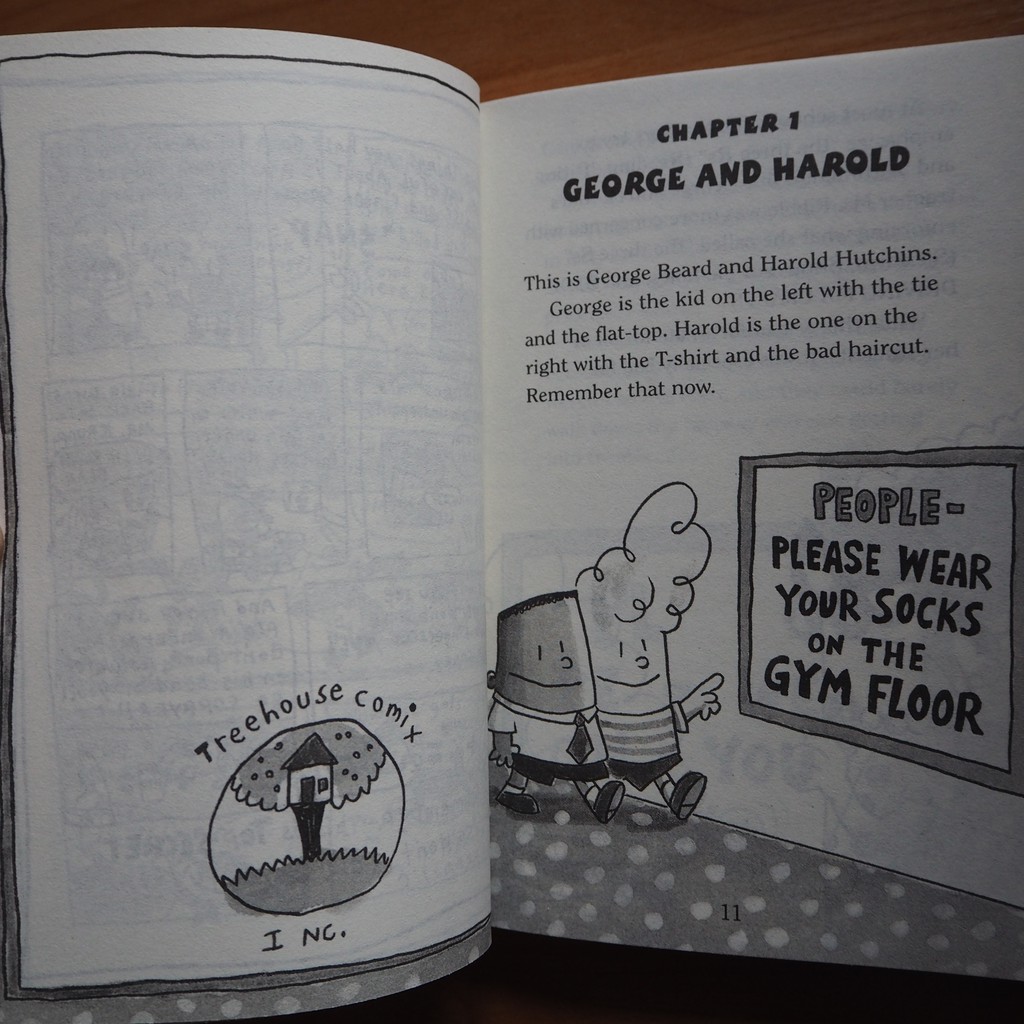 Treehouse comix
I NC.
CHAPTER 1
GEORGE AND HAROLD
This is George Beard and Harold Hutchins.
George is the kid on the left with the tie
and the flat-top. Harold is the one on the
right with the T-shirt and the bad haircut.
Remember that now.
PEOPLE-
PLEASE WEAR
YOUR SOCKS
ON THE
GYM FLOOR
11